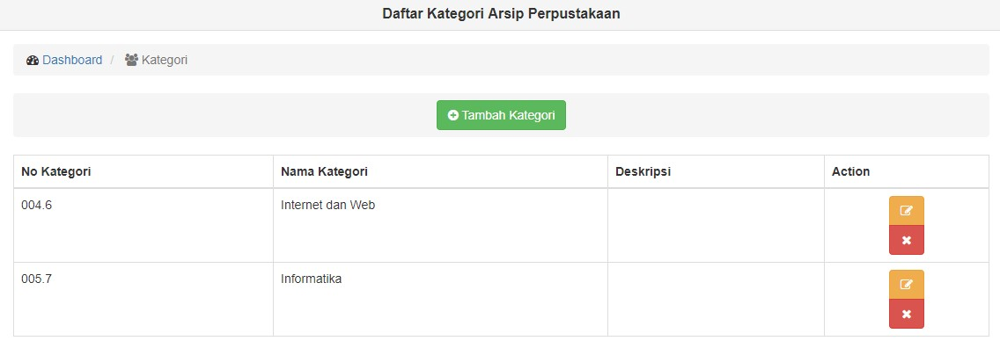 Daftar Kategori Arsip Perpustakaan
Dashboard / Kategori
Tambah Kategori
No Kategori Nama Kategori Deskripsi Action
004.6 Internet dan Web
005.7 Informatika